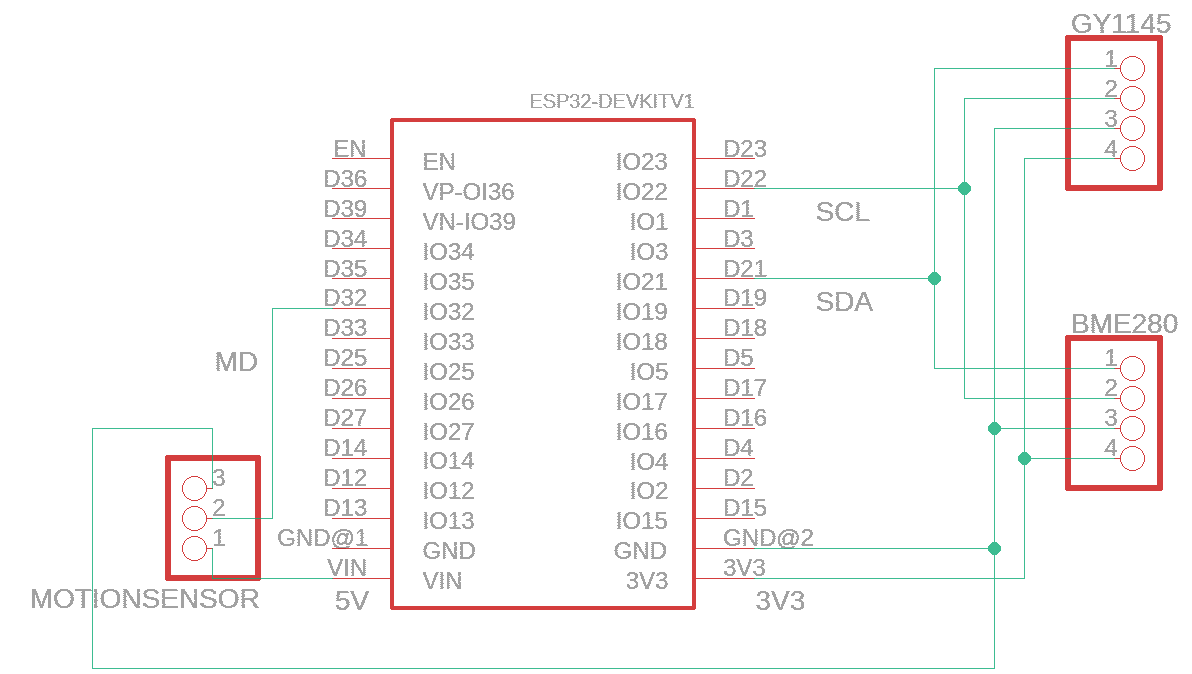 GY1145
1
2
3
4
ESP32-DEVKITV1
EN EN IO23 D23
D36 VP-OI36 IO22 D22
D39 VN-IO39 IO1 D1
SCL
D34 IO34 IO3 D3
D35 IO35 IO21 D21
D32 IO32 IO19 D19
SDA
D33 IO33 IO18 D18
D25 IO25 IO5 D5
D26 IO26 IO17 D17
D27 IO27 IO16 D16
D14 IO14 IO4 D4
D12 IO12 IO2 D2
D13 IO13 IO15 D15
GND@1 GND GND GND@2
VIN VIN 3V3 3V3
5V
3V3
MD
3
2
1
MOTIONSENSOR
BME280
1
2
3
4